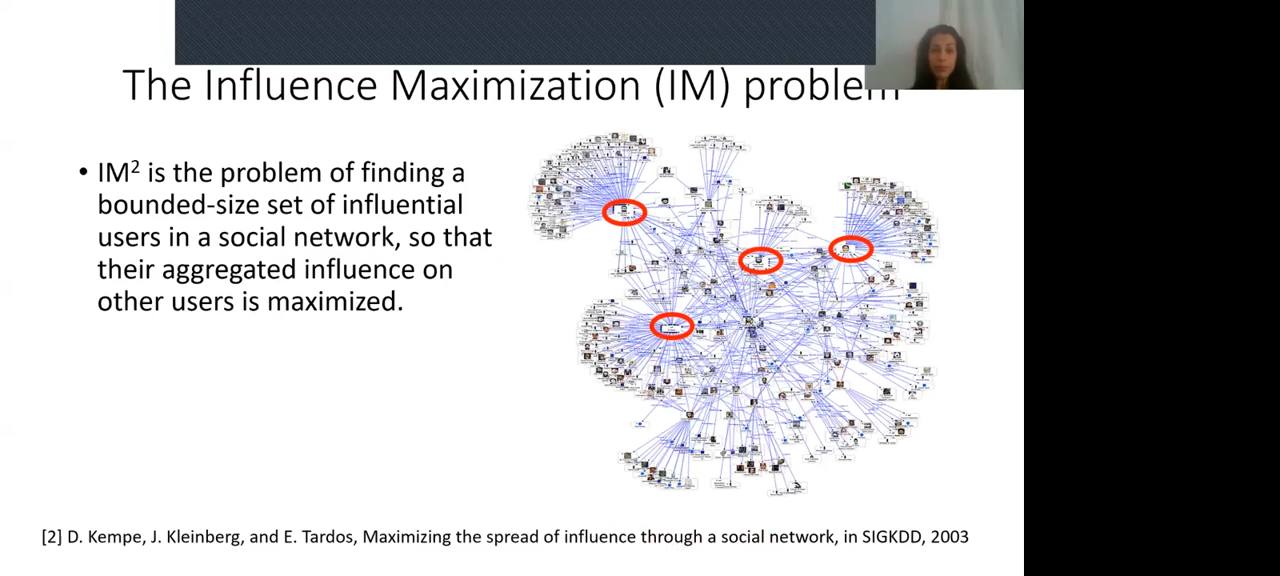 The Influence Maximization (IM) problem
• IM² is the problem of finding a
bounded-size set of influential
users in a social network, so that
their aggregated influence on
other users is maximized.
[2] D. Kempe, J. Kleinberg, and E. Tardos, Maximizing the spread of influence through a social network, in SIGKDD, 2003